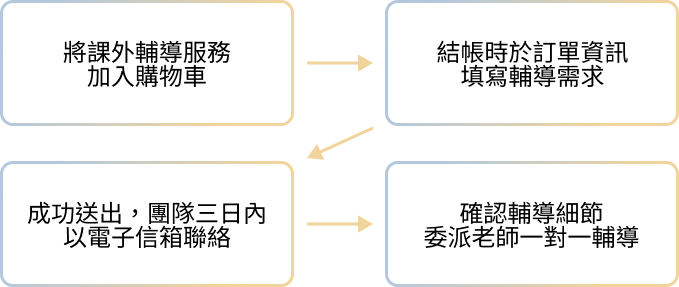 將課外輔導服務
加入購物車
結帳時於訂單資訊
填寫輔導需求
成功送出，團隊三日內
以電子信箱聯絡
確認輔導細節
委派老師一對一輔導